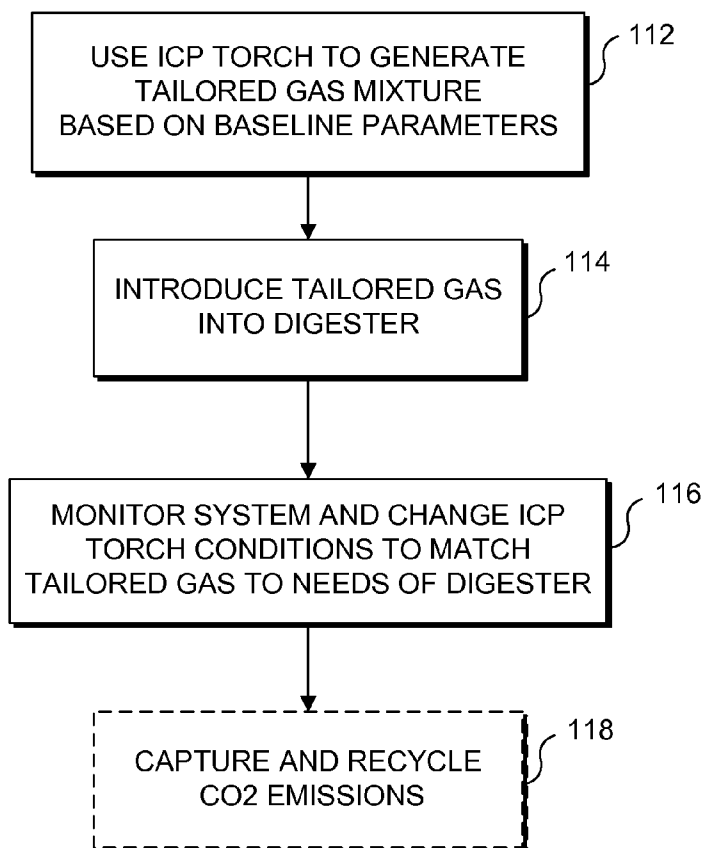 USE ICP TORCH TO GENERATE
TAILORED GAS MIXTURE
BASED ON BASELINE PARAMETERS
112
INTRODUCE TAILORED GAS
INTO DIGESTER
114
MONITOR SYSTEM AND CHANGE ICP
TORCH CONDITIONS TO MATCH
TAILORED GAS TO NEEDS OF DIGESTER
116
CAPTURE AND RECYCLE
CO2 EMISSIONS
118